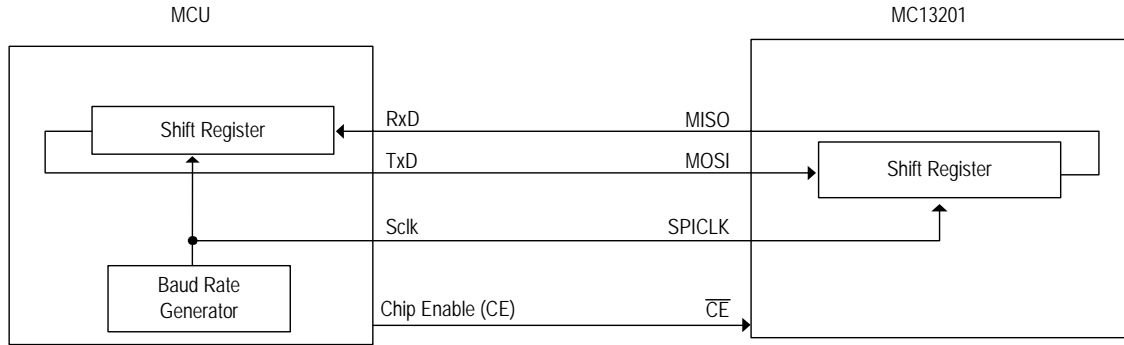 MCU
MC13201
Shift Register
RxD
MISO
TxD
MOSI
Shift Register
Sclk
SPICLK
Baud Rate
Generator
Chip Enable (CE)
CE